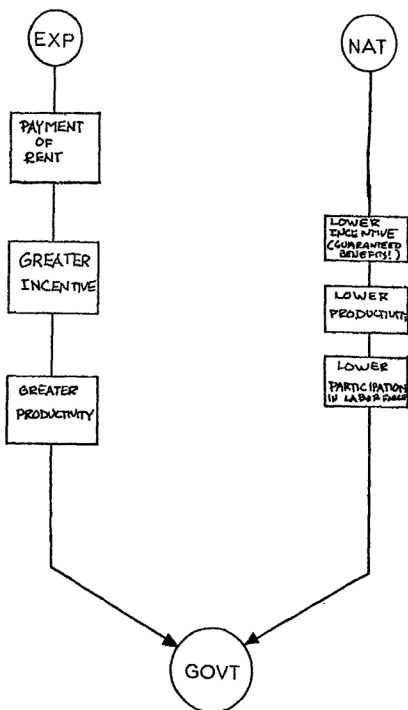 EXP
PAYMENT
OF
RENT
GREATER
INCENTIVE
GREATER
PRODUCTIVITY
NAT
LOWER
INCENTIVE
(GUARANTEED
BENEFITS!)
LOWER
PRODUCTIVITY
LOWER
PARTICIPATION
IN LABOR FORCE
GOVT